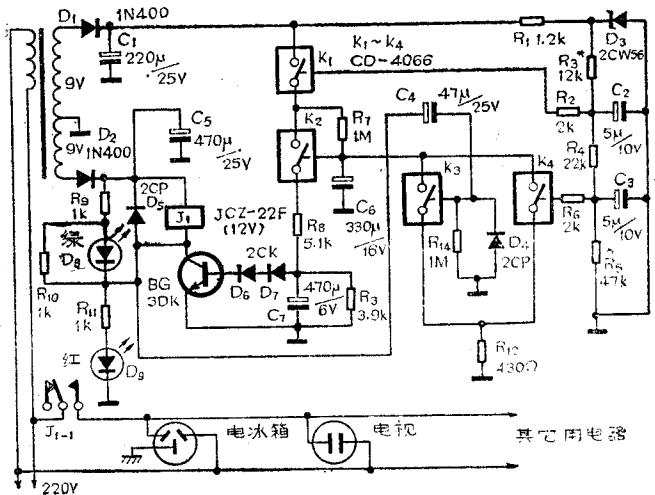 D₁
1N400
C₁
220μ
/25V
K₁
K₁~K₄
CD-4066
R₁ 1.2k
D₃
2CW56
R₃*
12k
9V
C₅
470μ
/25V
K₂
R₇
1M
C₄
47μ
/25V
R₂
2k
C₂
5μ
/10V
D₂
1N400
9V
R₄
22k
R₉
1k
2CP
D₅
J₁
JCZ-22F
(12V)
R₈
5.1k
C₆
330μ
/16V
K₃
K₄
R₆
2k
C₃
5μ
/10V
绿
D₈
R₁₀
1k
BG
3DK
2CK
D₆
D₇
470μ
/6V
C₇
R₃
3.9k
R₁₄
1M
D₄
2CP
R₅
47k
R₁₁
1k
红
D₉
R₁₂
430Ω
J₁₋₁
电冰箱
电视
其它用电器
220V